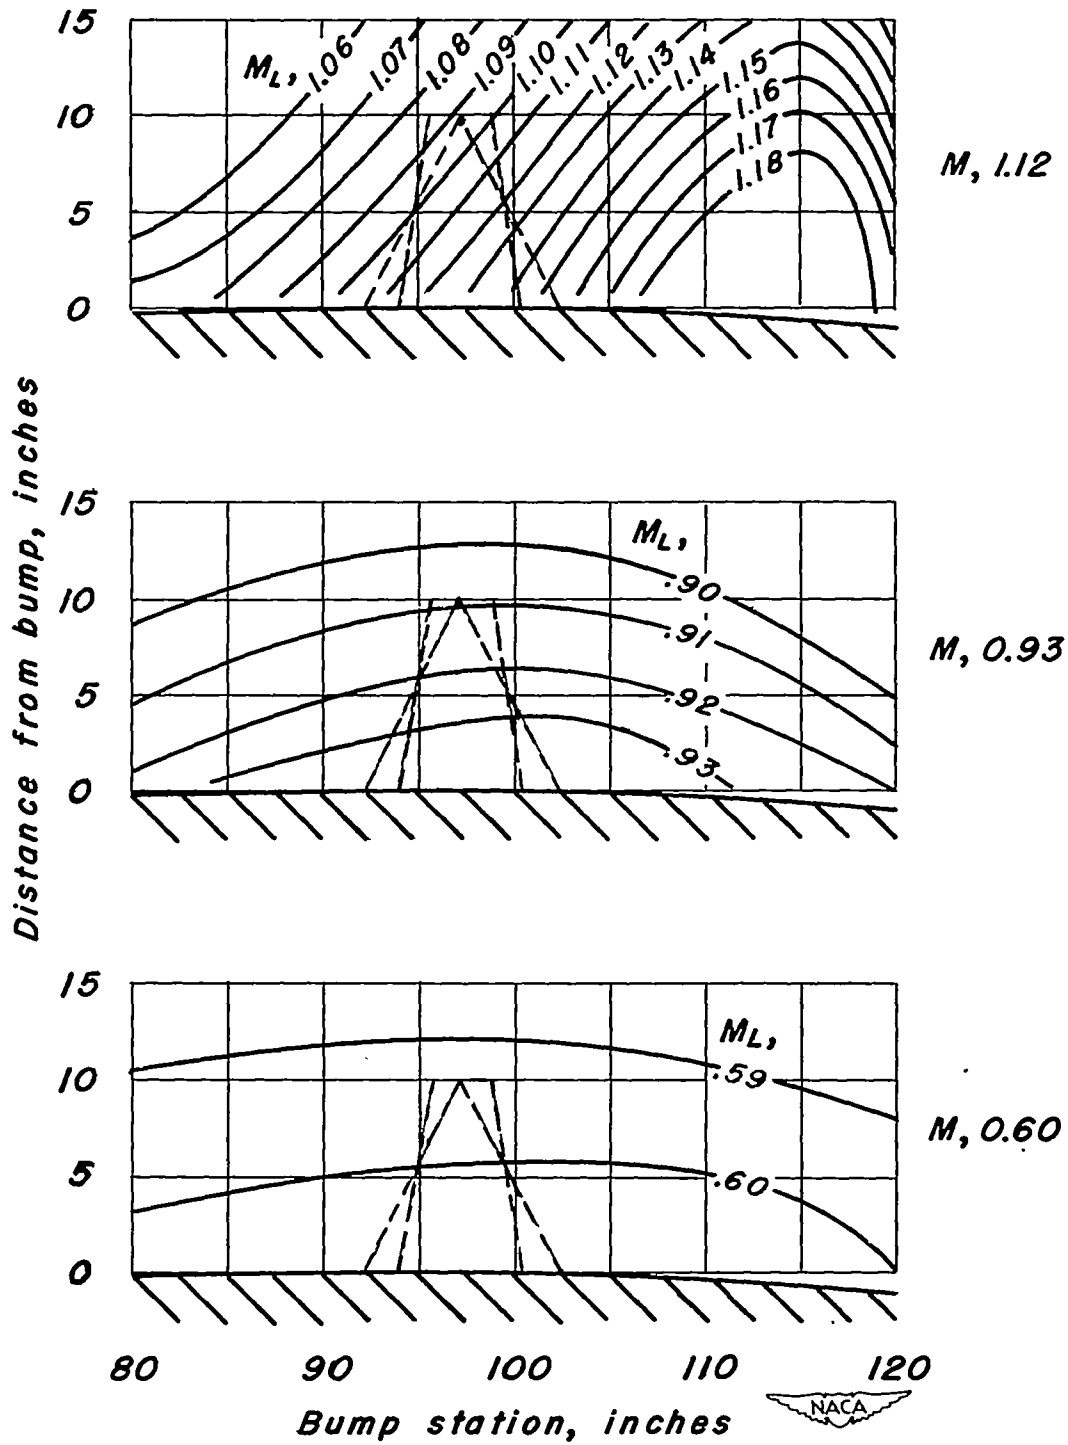 15
10
5
0
M_L, 1.06 1.07 1.08 1.09 1.10 1.11 1.12 1.13 1.14 1.15 1.16 1.17 1.18
M, 1.12
Distance from bump, inches
15
10
5
0
M_L,
.90
.91
.92
.93
M, 0.93
15
10
5
0
M_L,
.59
.60
M, 0.60
80 90 100 110 120
Bump station, inches
NACA